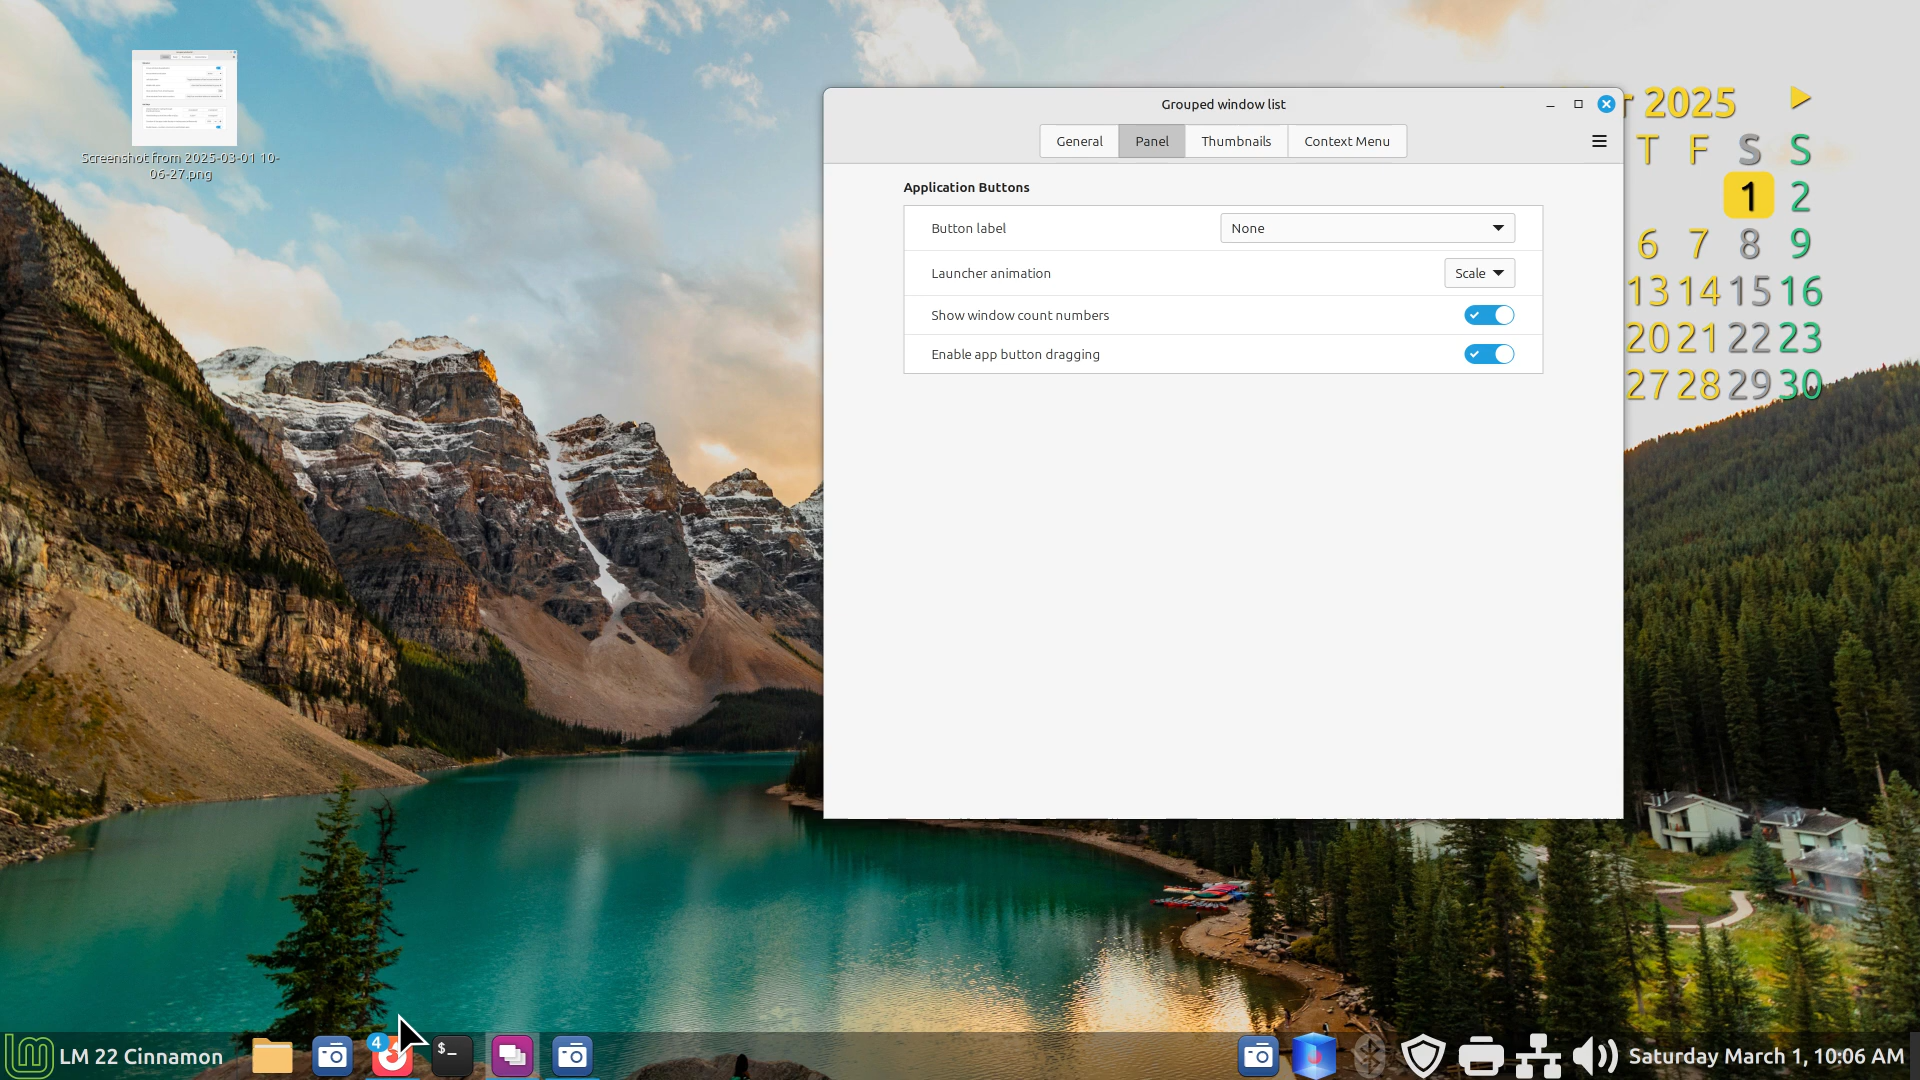 Screenshot from 2025-03-01 10-
06-27.png
Grouped window list
General Panel Thumbnails Context Menu
Application Buttons
Button label None
Launcher animation Scale
Show window count numbers
Enable app button dragging
2025
T F S S
1 2
6 7 8 9
13 14 15 16
20 21 22 23
27 28 29 30
LM 22 Cinnamon
4
$_
Saturday March 1, 10:06 AM